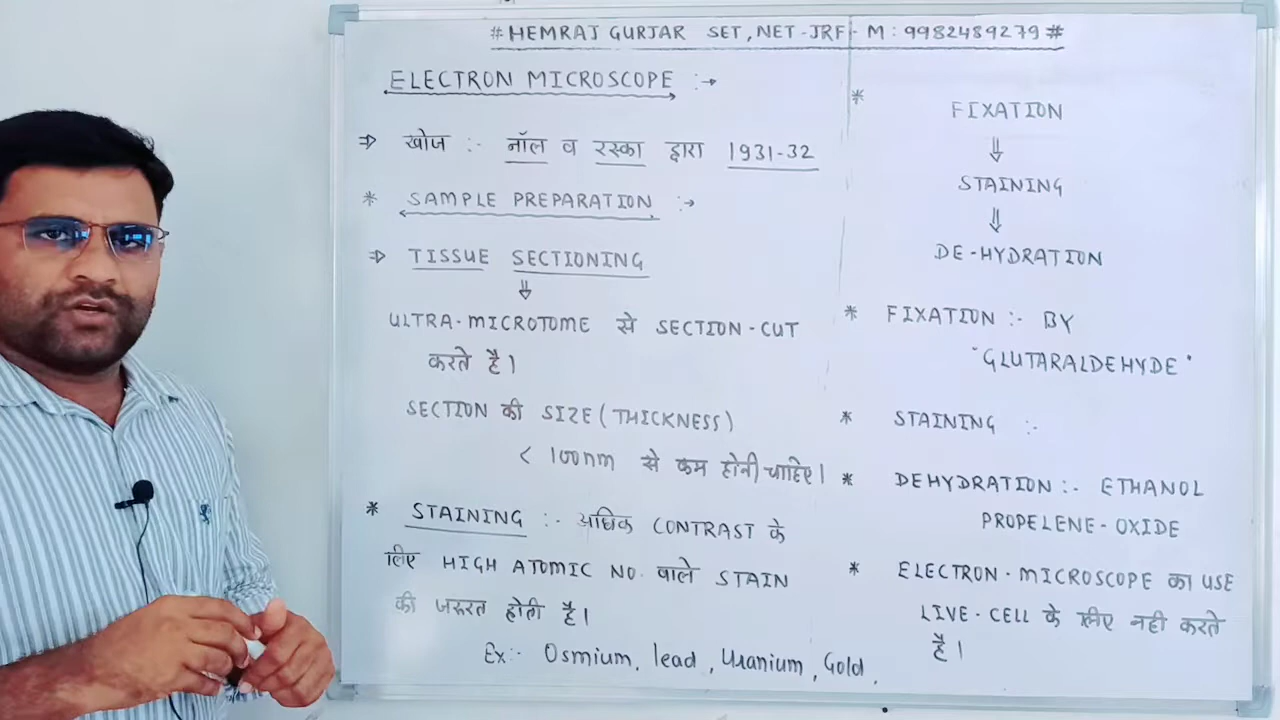 # HEMRAJ GURJAR SET, NET-JRF - M: 9982489279 #
ELECTRON MICROSCOPE :→
⇒ खोज :- नॉल व रस्का द्वारा 1931-32
* SAMPLE PREPARATION :→
⇒ TISSUE SECTIONING
⇓
ULTRA-MICROTOME से SECTION-CUT
करते है।
SECTION की SIZE (THICKNESS)
< 100nm से कम होनी चाहिए।
* STAINING :- अधिक CONTRAST के
लिए HIGH ATOMIC NO. वाले STAIN
की जरूरत होती है।
Ex:- Osmium, lead, Uranium, Gold,
* FIXATION
⇓
STAINING
⇓
DE-HYDRATION
* FIXATION :- BY
"GLUTARALDEHYDE"
* STAINING :-
* DEHYDRATION :- ETHANOL
PROPELENE-OXIDE
* ELECTRON-MICROSCOPE का USE
LIVE-CELL के लिए नही करते
है।